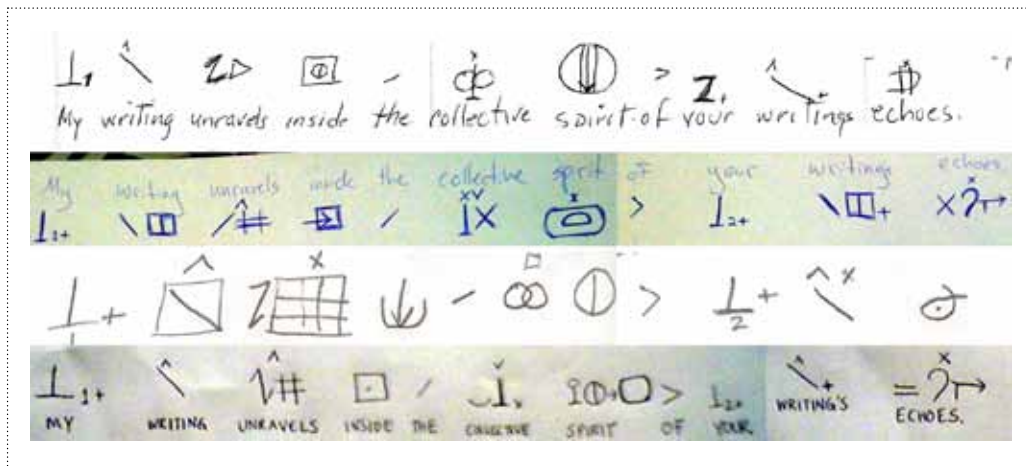 My writing unravels inside the collective spirit of your writings echoes.
My writing unravels inside the collective spirit of your writings echoes
MY WRITING UNRAVELS INSIDE THE COLLECTIVE SPIRIT OF YOUR WRITING'S ECHOES.